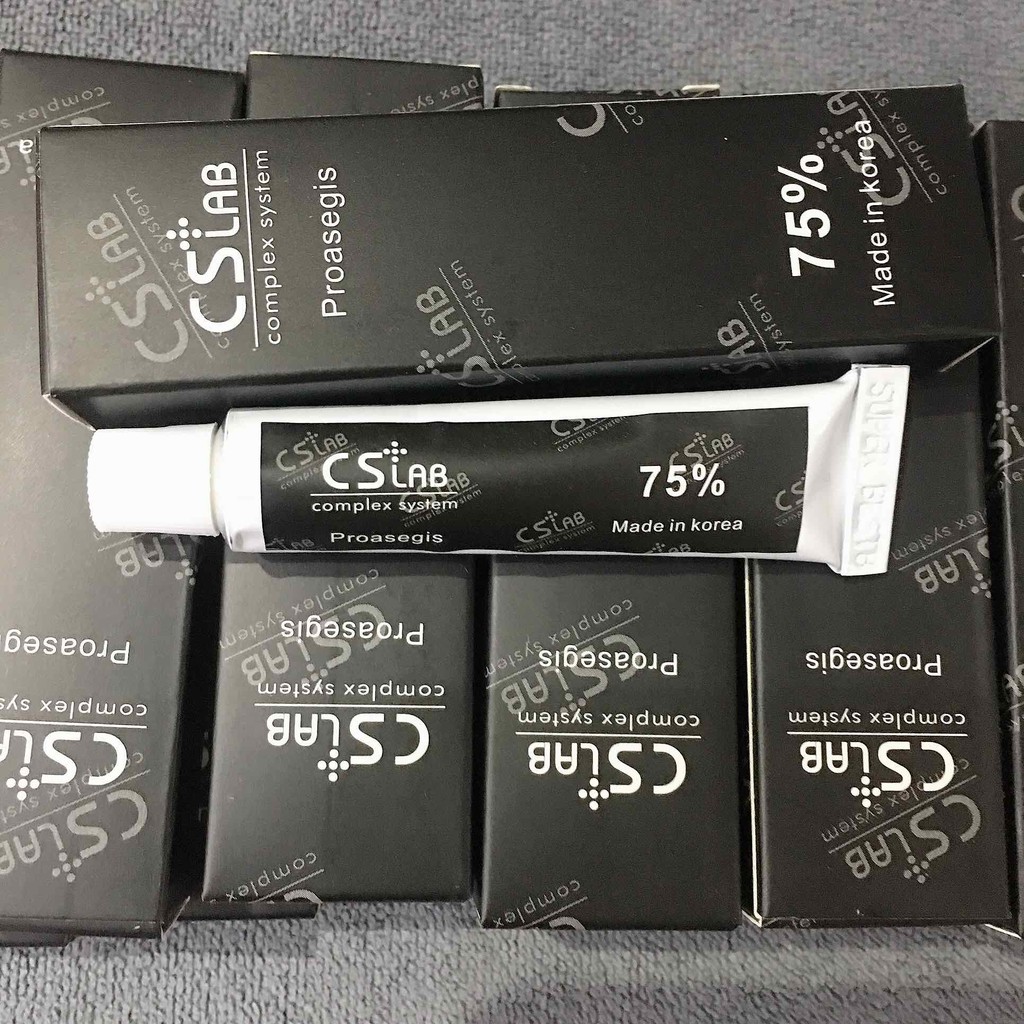 CSLAB
complex system
Proasegis
75%
Made in korea
CSLAB
complex system
Proasegis
75%
Made in korea
Proasegis
complex system
CSLAB
Proasegis
complex system
CSLAB
Proasegis
complex system
CSLAB
Proasegis
complex system
CSLAB